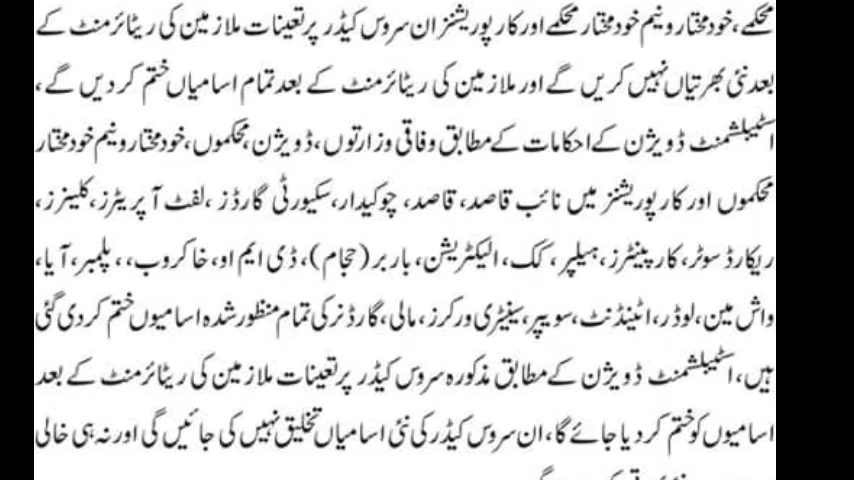 محکمے، خودمختار و نیم خودمختار محکمے اور کارپوریشنز ان سروس کیڈر پر تعینات ملازمین کی ریٹائرمنٹ کے
بعد نئی بھرتیاں نہیں کریں گے اور ملازمین کی ریٹائرمنٹ کے بعد تمام اسامیاں ختم کر دیں گے،
اسٹیبلشمنٹ ڈویژن کے احکامات کے مطابق وفاقی وزارتوں، ڈویژن، محکموں، خودمختار و نیم خودمختار
محکموں اور کارپوریشنز میں نائب قاصد، قاصد، چوکیدار، سکیورٹی گارڈز، لفٹ آپریٹرز، کلینرز،
ریکارڈ سوٹر، کارپینٹرز، ہیلپر، کک، الیکٹریشن، باربر (حجام)، ڈی ایم او، خاکروب،، پلمبر، آیا،
واش مین، لوڈر، اٹینڈنٹ، سویپر، سینیٹری ورکرز، مالی، گارڈنر کی تمام منظور شدہ اسامیوں ختم کر دی گئی
ہیں، اسٹیبلشمنٹ ڈویژن کے مطابق مذکورہ سروس کیڈر پر تعینات ملازمین کی ریٹائرمنٹ کے بعد
اسامیوں کو ختم کر دیا جائے گا، ان سروس کیڈر کی نئی اسامیاں تخلیق نہیں کی جائیں گی اور نہ ہی خالی